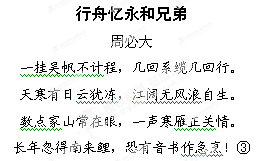 行舟忆永和兄弟
周必大
一挂吴帆不计程，几回系缆几回行。
天寒有日云犹冻，江阔无风浪自生。
数点家山常在眼，一声寒雁正关情。
长年忽得南来鲤，恐有音书作急烹！③